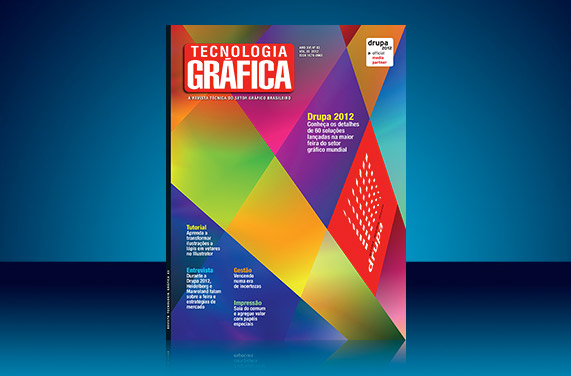 TECNOLOGIA
GRÁFICA
A REVISTA TÉCNICA DO SETOR GRÁFICO BRASILEIRO
drupa
2012
official
media
partner
Drupa 2012
Conheça os detalhes
de 60 soluções
lançadas na maior
feira do setor
gráfico mundial
drupa
Tutorial
Aprenda a
transformar
ilustrações a
lápis em vetores
no Illustrator
Entrevista
Durante a
Drupa 2012,
Heidelberg e
Manroland falam
sobre a feira e
estratégias de
mercado
Gestão
Vencendo
numa era
de incertezas
Impressão
Saia do comum
e agregue valor
com papéis
especiais